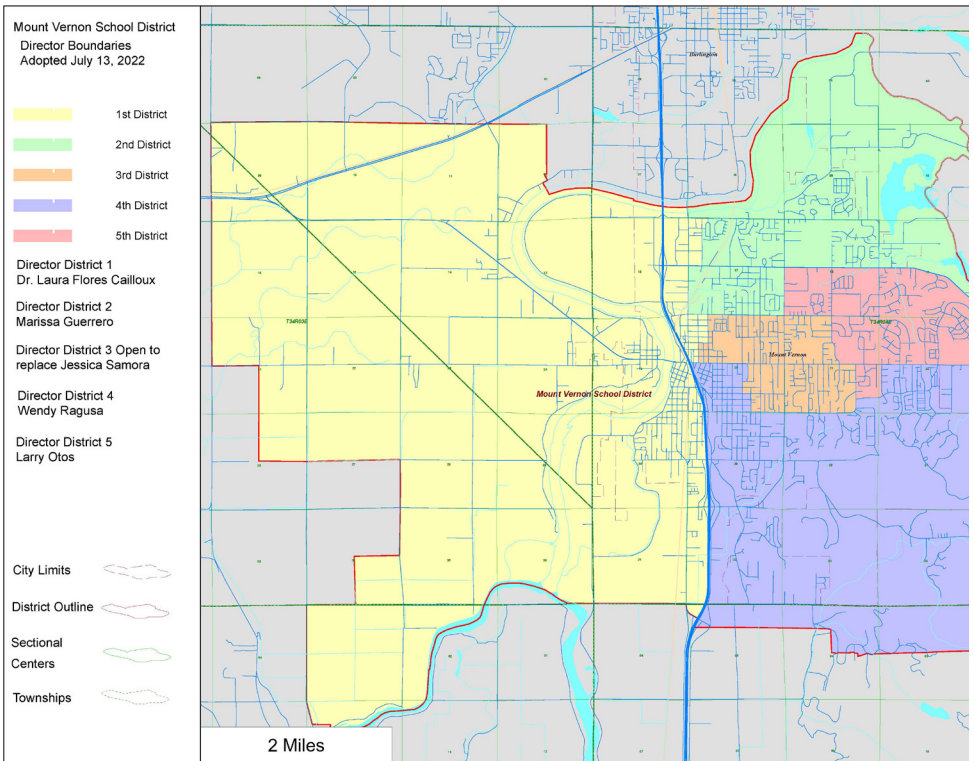 Mount Vernon School District
Director Boundaries
Adopted July 13, 2022
1st District
2nd District
3rd District
4th District
5th District
Director District 1
Dr. Laura Flores Cailloux
Director District 2
Marissa Guerrero
Director District 3 Open to
replace Jessica Samora
Director District 4
Wendy Ragusa
Director District 5
Larry Otos
City Limits
District Outline
Sectional
Centers
Townships
Burlington
T34R03E
T34R04E
Mount Vernon
Mount Vernon School District
2 Miles